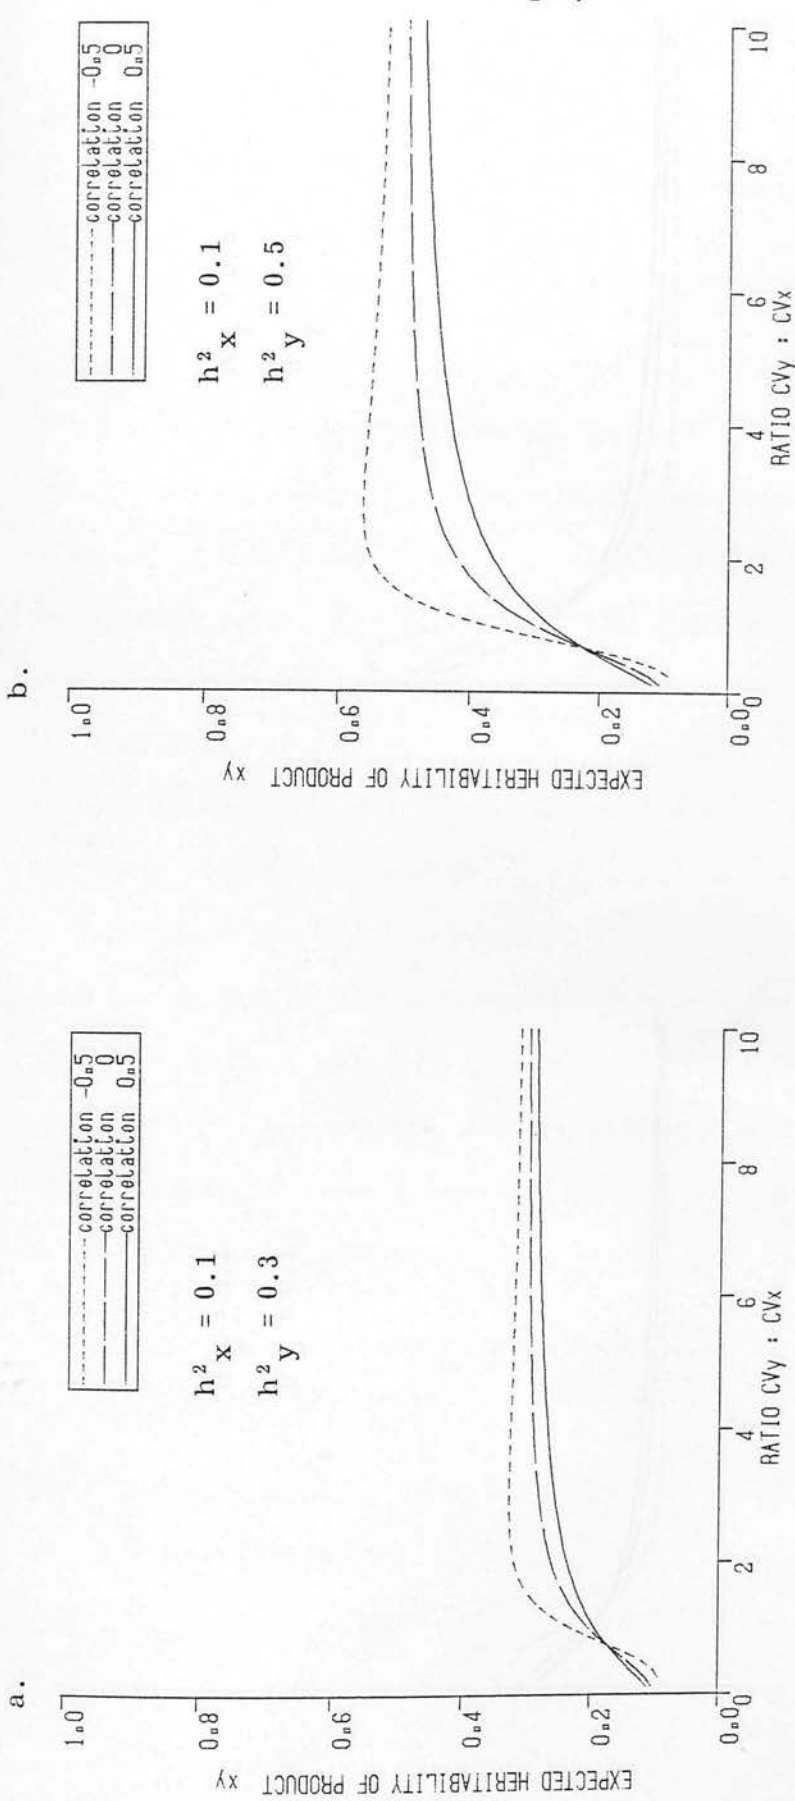 a.
correlation -0.5
correlation 0
correlation 0.5
h²x = 0.1
h²y = 0.3
EXPECTED HERITABILITY OF PRODUCT xy
1.0
0.8
0.6
0.4
0.2
0.0
0 2 4 6 8 10
RATIO CVy : CVx
b.
correlation -0.5
correlation 0
correlation 0.5
h²x = 0.1
h²y = 0.5
EXPECTED HERITABILITY OF PRODUCT xy
1.0
0.8
0.6
0.4
0.2
0.0
0 2 4 6 8 10
RATIO CVy : CVx